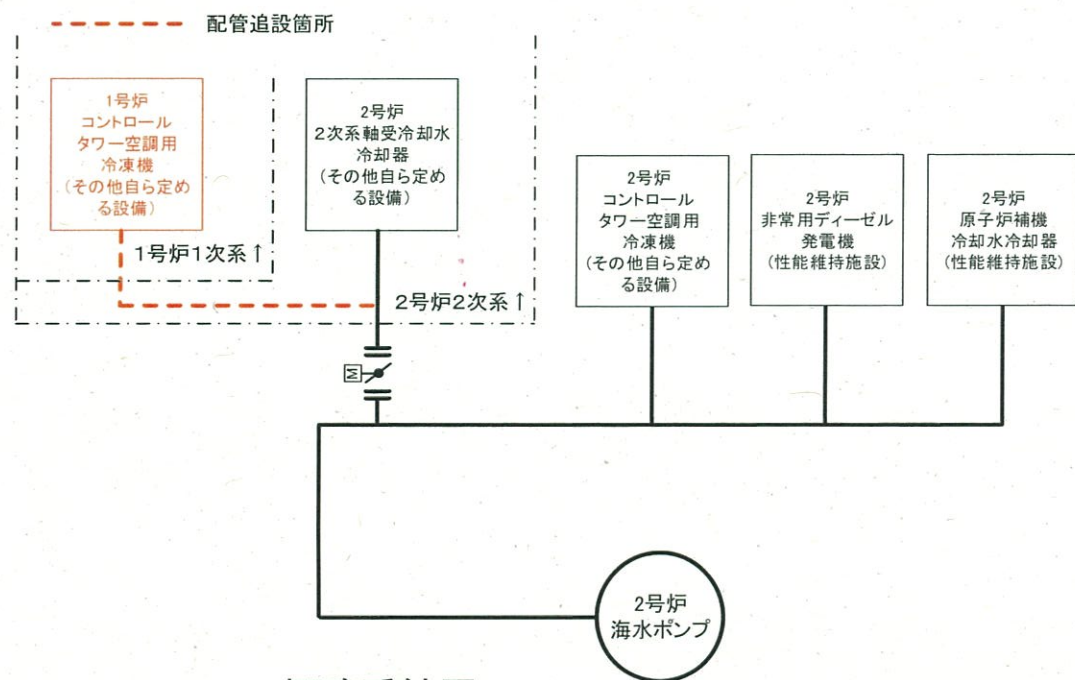 配管追設箇所
1号炉
コントロール
タワー空調用
冷凍機
(その他自ら定め
る設備)
2号炉
2次系軸受冷却水
冷却器
(その他自ら定め
る設備)
2号炉
コントロール
タワー空調用
冷凍機
(その他自ら定め
る設備)
2号炉
非常用ディーゼル
発電機
(性能維持施設)
2号炉
原子炉補機
冷却水冷却器
(性能維持施設)
1号炉1次系↑
2号炉2次系↑
M
2号炉
海水ポンプ